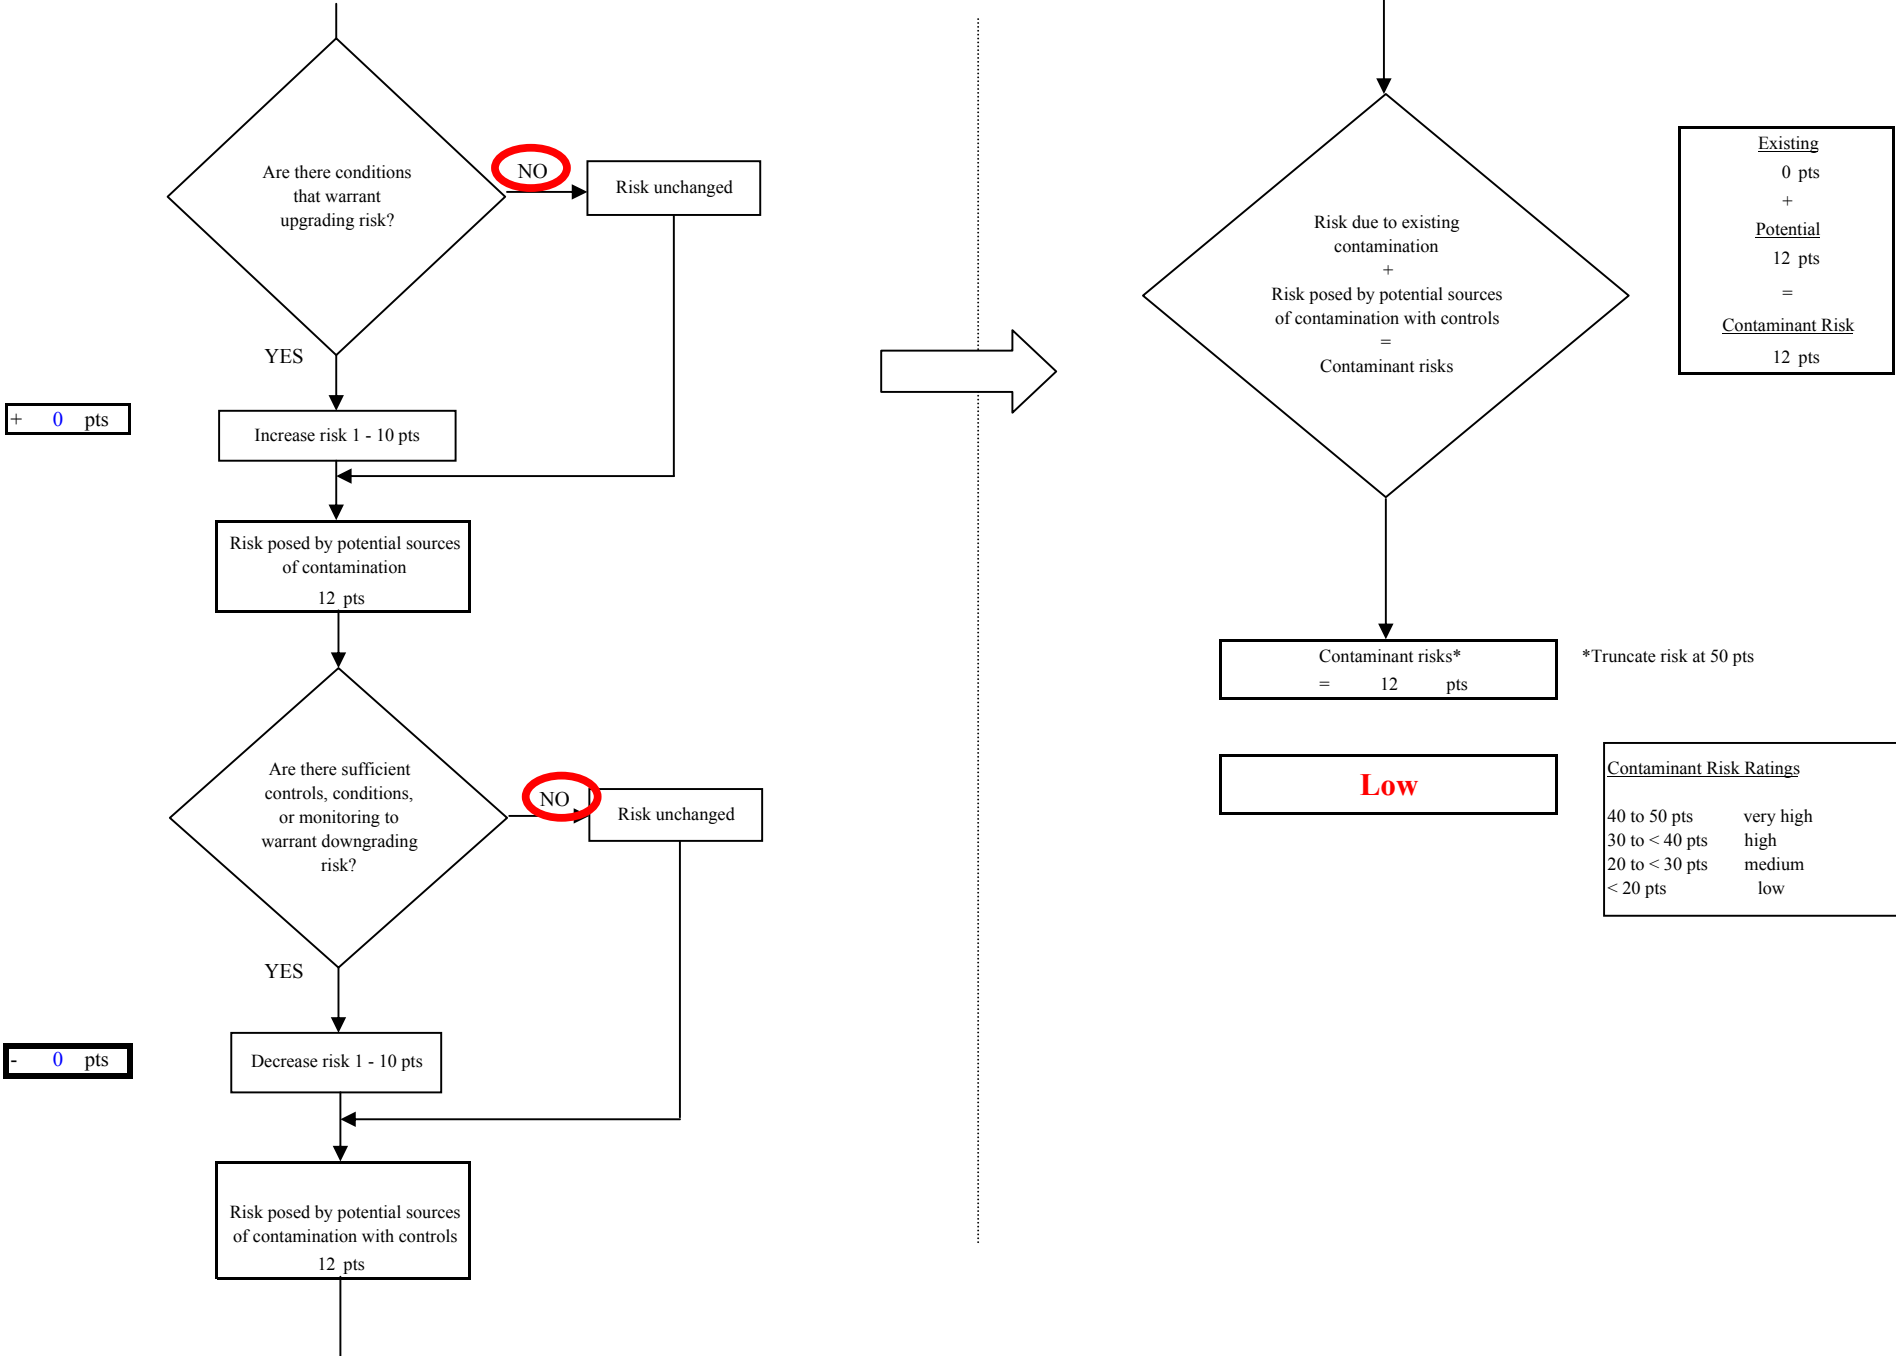 Are there conditions
that warrant
upgrading risk?
NO
Risk unchanged
YES
+ 0 pts
Increase risk 1 - 10 pts
Risk posed by potential sources
of contamination
12 pts
Are there sufficient
controls, conditions,
or monitoring to
warrant downgrading
risk?
NO
Risk unchanged
YES
- 0 pts
Decrease risk 1 - 10 pts
Risk posed by potential sources
of contamination with controls
12 pts
Risk due to existing
contamination
+
Risk posed by potential sources
of contamination with controls
=
Contaminant risks
Existing
0 pts
+
Potential
12 pts
=
Contaminant Risk
12 pts
Contaminant risks*
= 12 pts
*Truncate risk at 50 pts
Low
Contaminant Risk Ratings
40 to 50 pts very high
30 to < 40 pts high
20 to < 30 pts medium
< 20 pts low